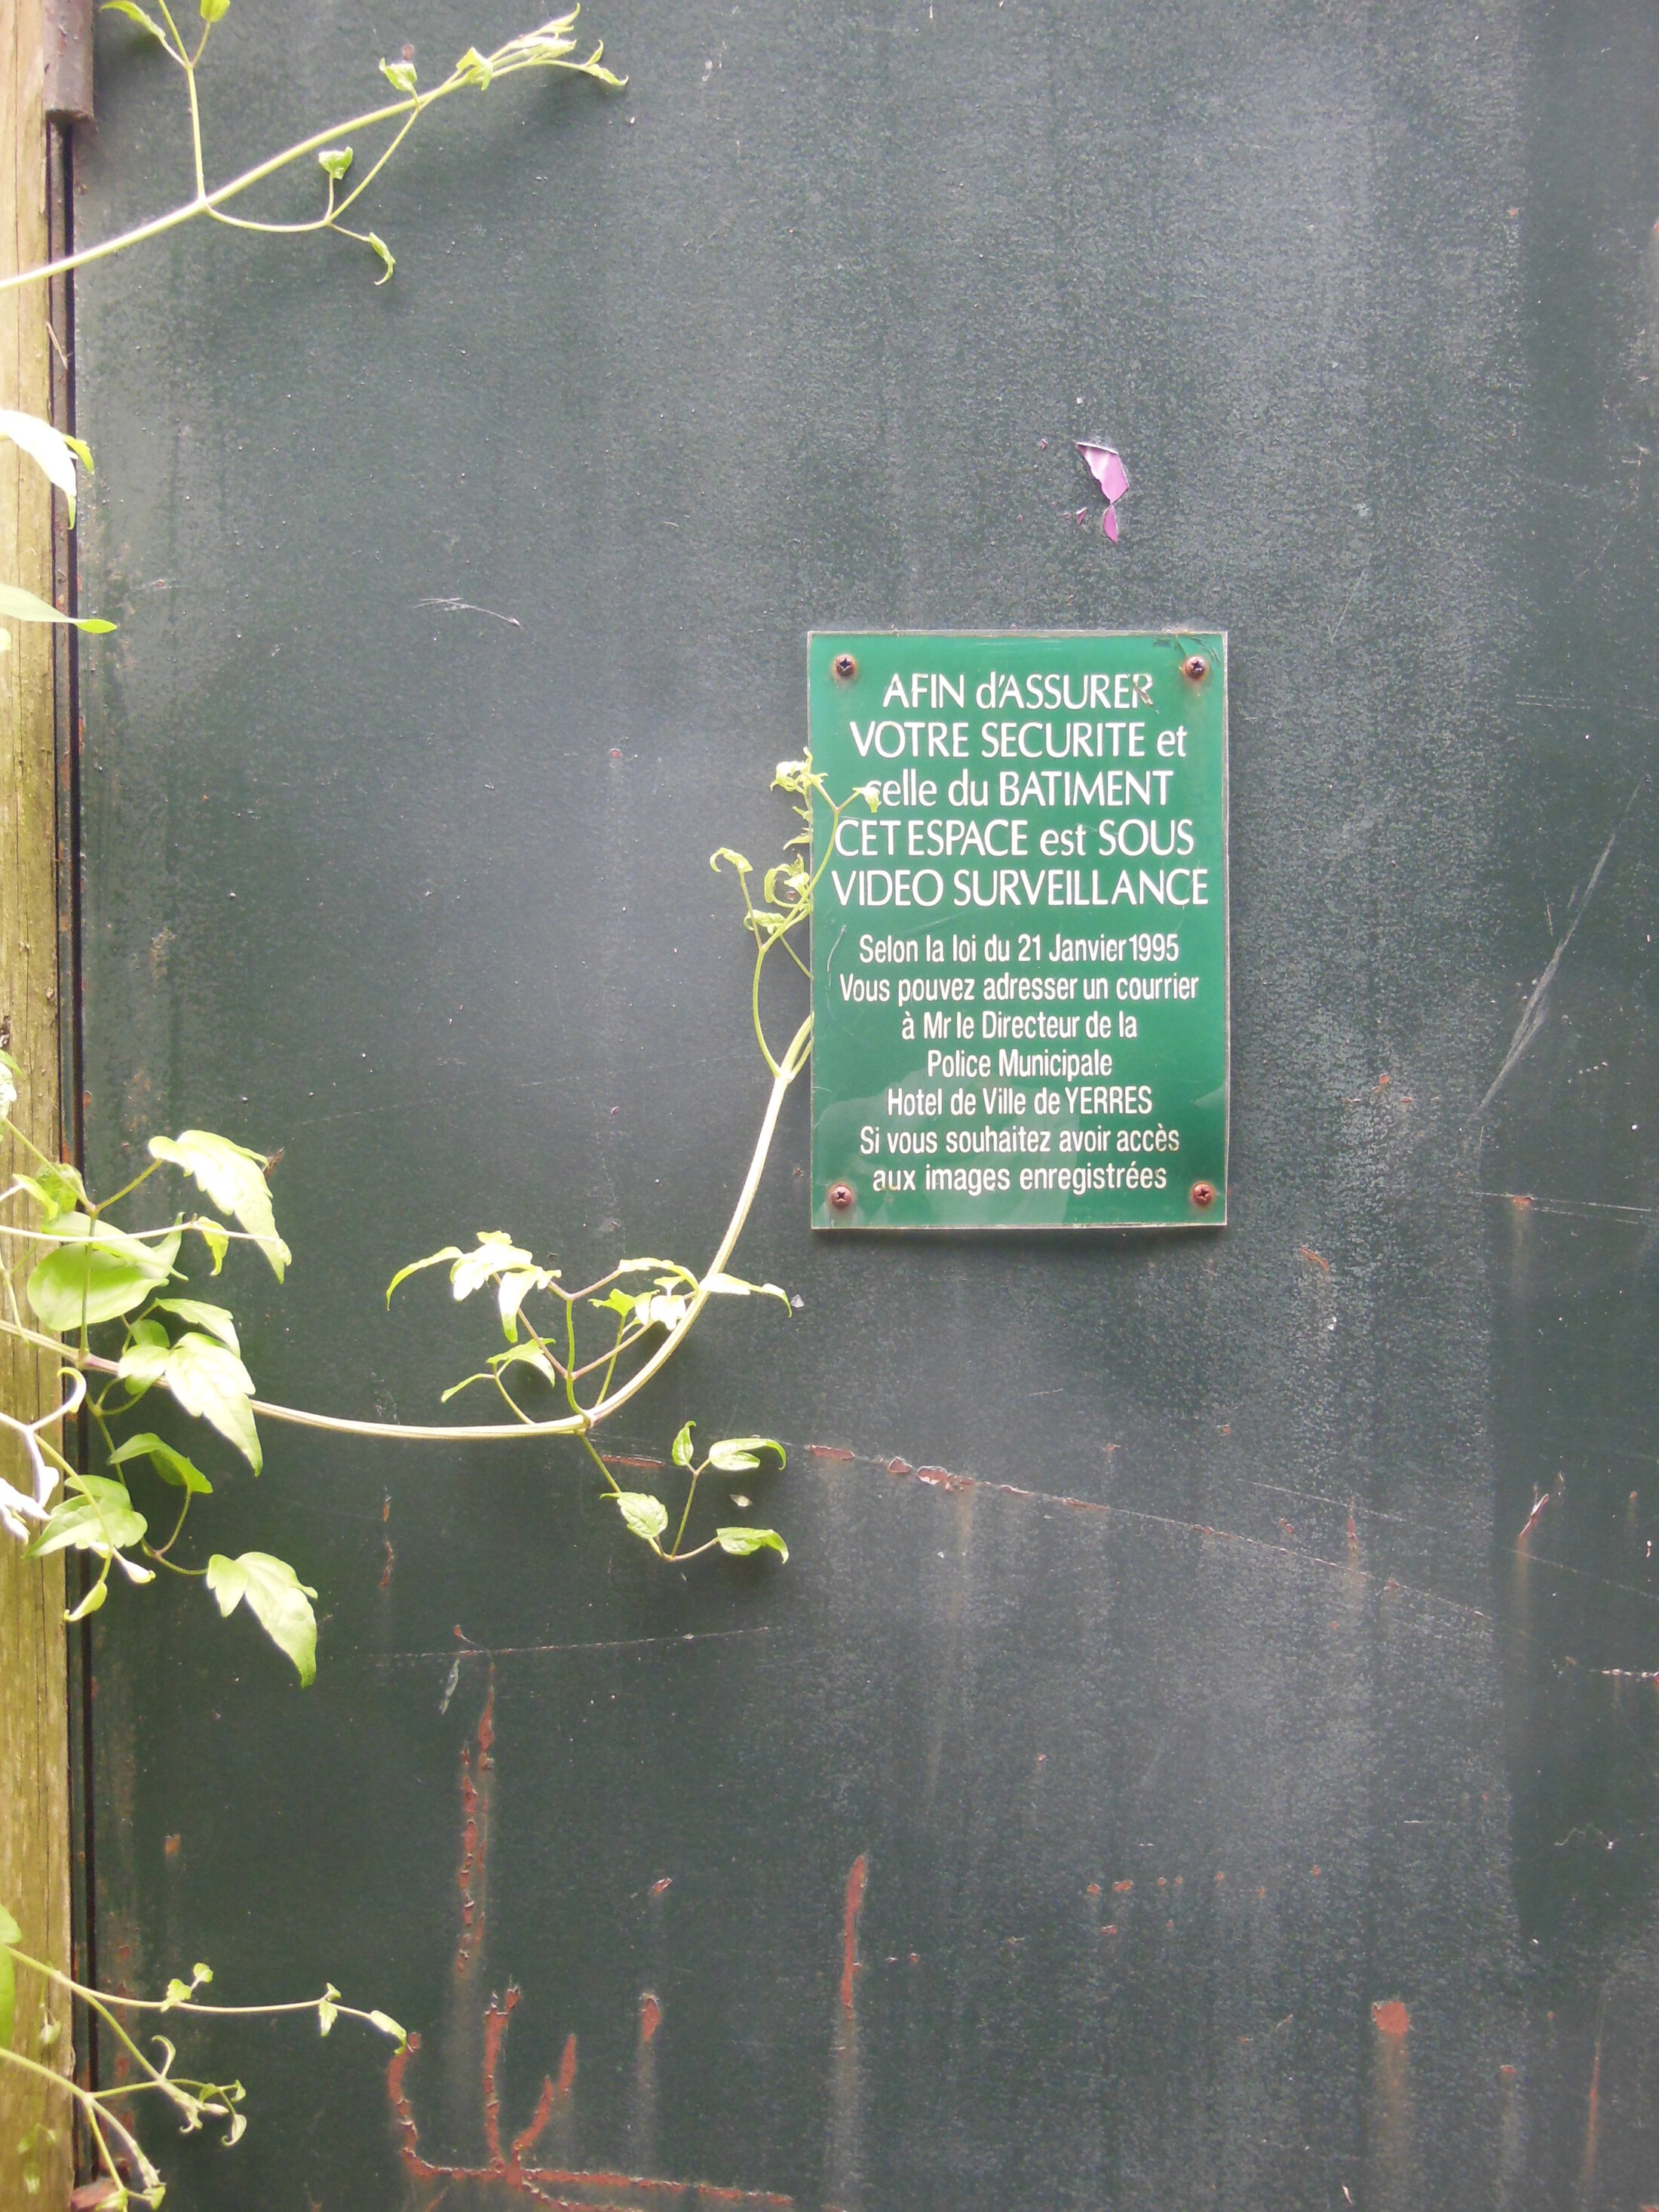 AFIN d'ASSURER
VOTRE SECURITE et
celle du BATIMENT
CET ESPACE est SOUS
VIDEO SURVEILLANCE
Selon la loi du 21 Janvier 1995
Vous pouvez adresser un courrier
à Mr le Directeur de la
Police Municipale
Hotel de Ville de YERRES
Si vous souhaitez avoir accès
aux images enregistrées